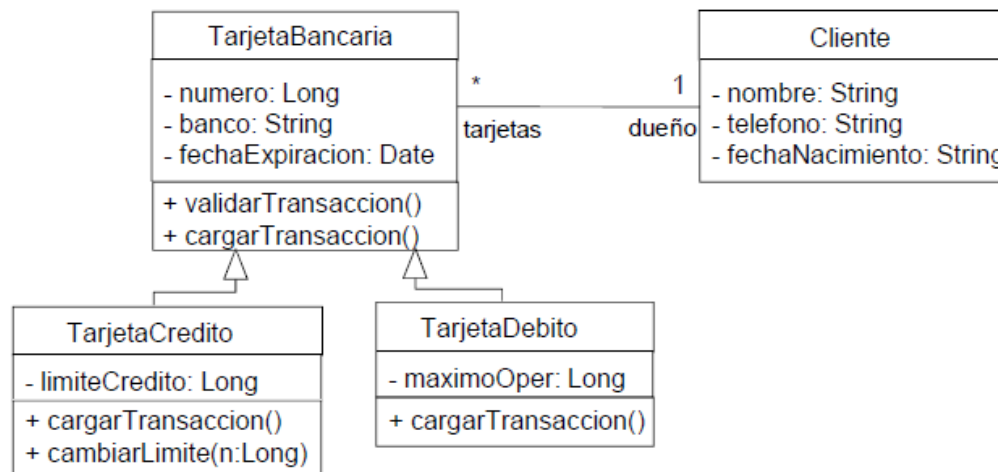 TarjetaBancaria
- numero: Long
- banco: String
- fechaExpiracion: Date
+ validarTransaccion()
+ cargarTransaccion()
*
tarjetas
1
dueño
Cliente
- nombre: String
- telefono: String
- fechaNacimiento: String
TarjetaCredito
- limiteCredito: Long
+ cargarTransaccion()
+ cambiarLimite(n:Long)
TarjetaDebito
- maximoOper: Long
+ cargarTransaccion()